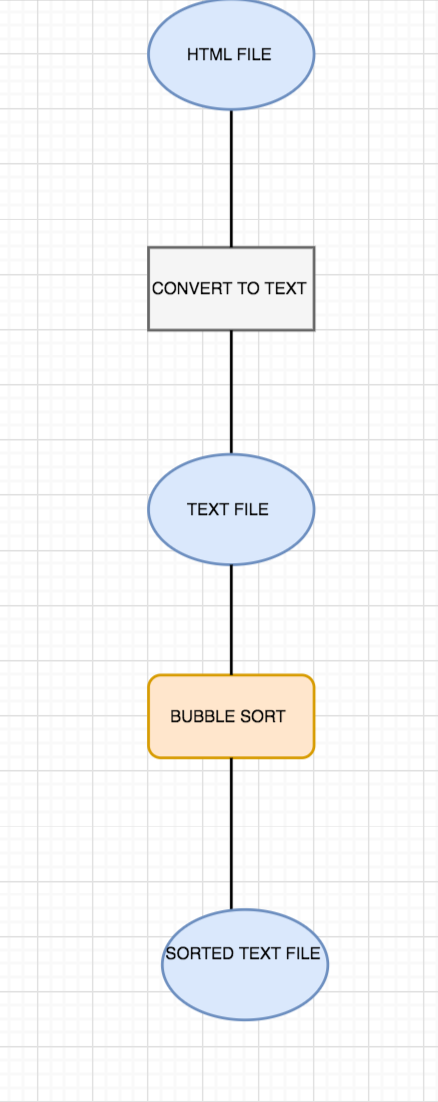 HTML FILE
CONVERT TO TEXT
TEXT FILE
BUBBLE SORT
SORTED TEXT FILE